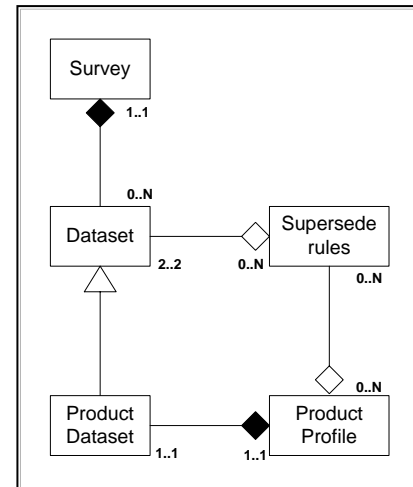 Survey
1..1
0..N
Dataset
Supersede
rules
2..2
0..N
0..N
0..N
Product
Dataset
Product
Profile
1..1
1..1